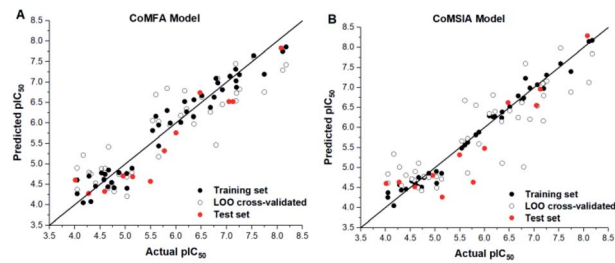 A
CoMFA Model
8.5
8.0
7.5
7.0
6.5
6.0
5.5
5.0
4.5
4.0
3.5
Predicted pIC50
Training set
LOO cross-validated
Test set
3.5 4.0 4.5 5.0 5.5 6.0 6.5 7.0 7.5 8.0 8.5
Actual pIC50
B
CoMSIA Model
8.5
8.0
7.5
7.0
6.5
6.0
5.5
5.0
4.5
4.0
3.5
Predicted pIC50
Training set
LOO cross-validated
Test set
3.5 4.0 4.5 5.0 5.5 6.0 6.5 7.0 7.5 8.0 8.5
Actual pIC50